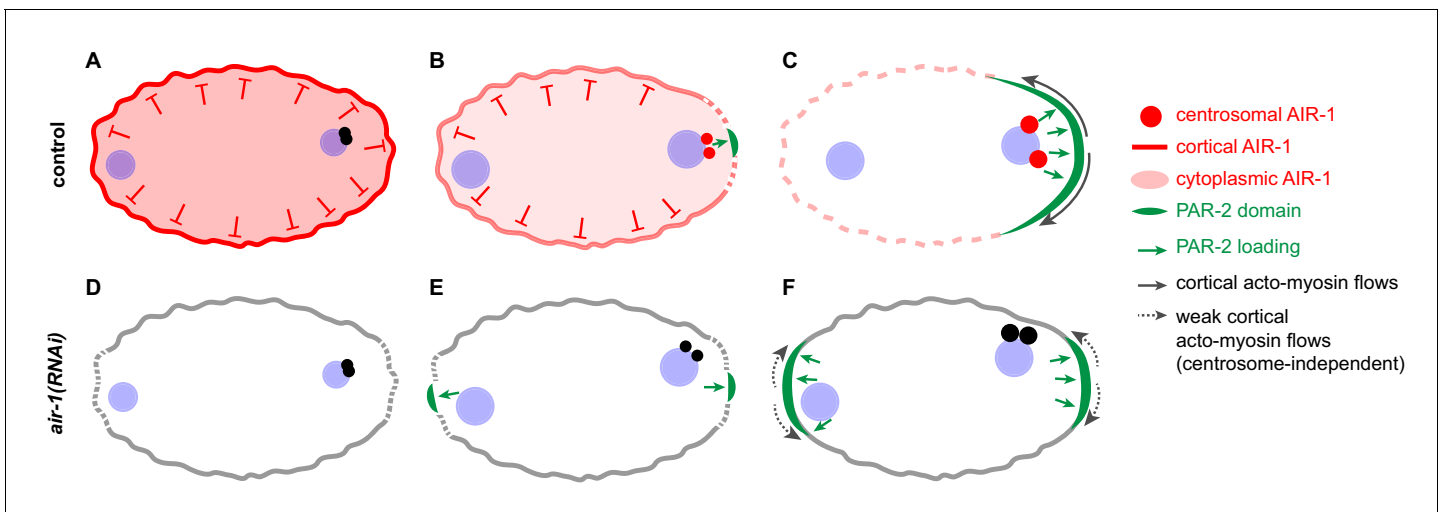 A
B
C
control
centrosomal AIR-1
cortical AIR-1
cytoplasmic AIR-1
PAR-2 domain
PAR-2 loading
cortical acto-myosin flows
weak cortical
acto-myosin flows
(centrosome-independent)
D
E
F
air-1(RNAi)